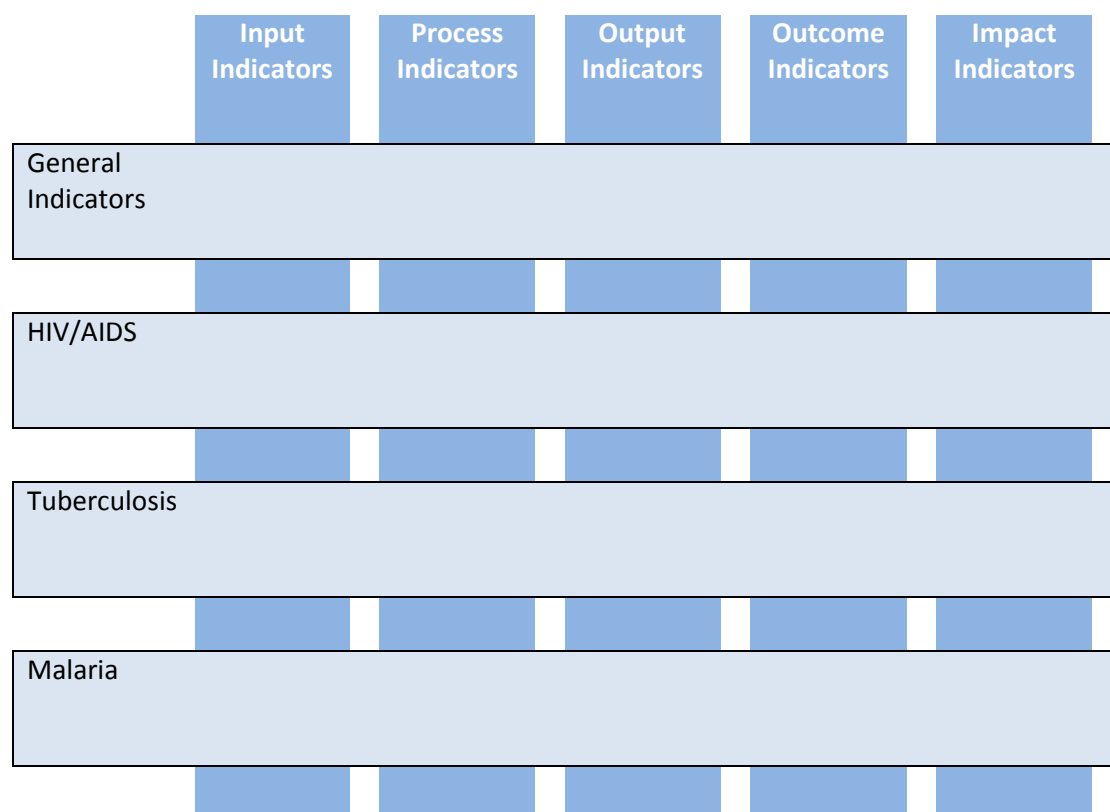 Input Process Output Outcome Impact
Indicators Indicators Indicators Indicators Indicators
General
Indicators
HIV/AIDS
Tuberculosis
Malaria